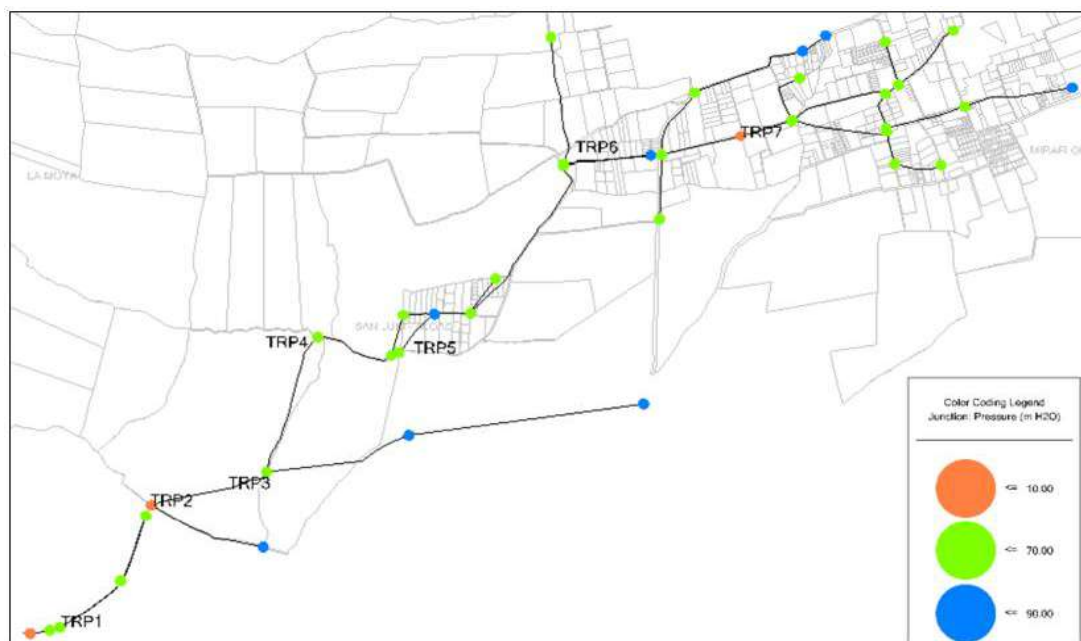 TRP6
TRP7
LA MOYA
TRP4
TRP5
TRP3
TRP2
TRP1
Color Coding Legend
Junction: Pressure (m H2O)
<= 10.00
<= 70.00
<= 90.00